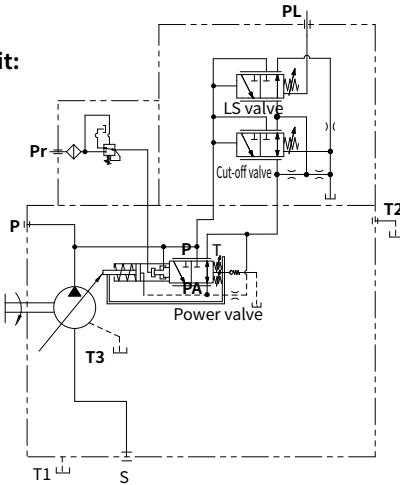 PL
it:
LS valve
Pr
Cut-off valve
T2
P
P
T
PA
Power valve
T3
T1
S